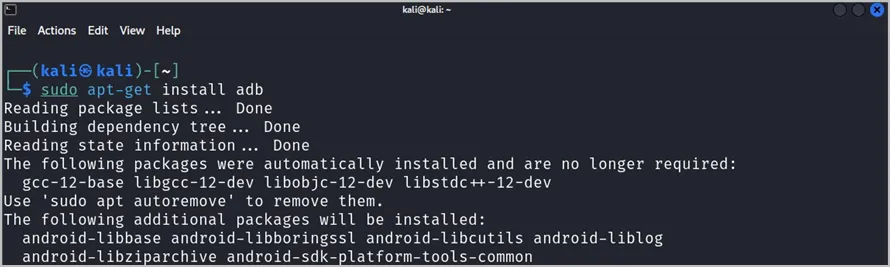 kali@kali: ~
File Actions Edit View Help
┌──(kali㉿kali)-[~]
└─$ sudo apt-get install adb
Reading package lists... Done
Building dependency tree... Done
Reading state information... Done
The following packages were automatically installed and are no longer required:
gcc-12-base libgcc-12-dev libobjc-12-dev libstdc++-12-dev
Use 'sudo apt autoremove' to remove them.
The following additional packages will be installed:
android-libbase android-libboringssl android-libcutils android-liblog
android-libziparchive android-sdk-platform-tools-common